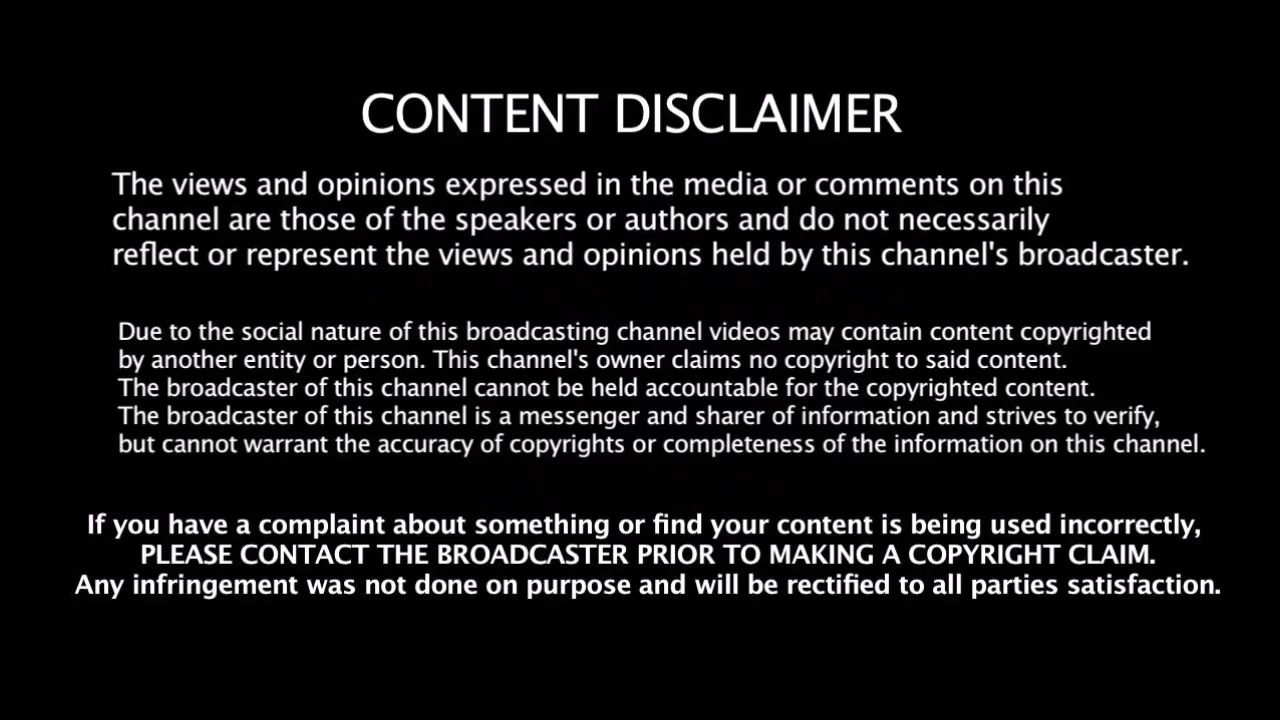 CONTENT DISCLAIMER
The views and opinions expressed in the media or comments on this
channel are those of the speakers or authors and do not necessarily
reflect or represent the views and opinions held by this channel's broadcaster.
Due to the social nature of this broadcasting channel videos may contain content copyrighted
by another entity or person. This channel's owner claims no copyright to said content.
The broadcaster of this channel cannot be held accountable for the copyrighted content.
The broadcaster of this channel is a messenger and sharer of information and strives to verify,
but cannot warrant the accuracy of copyrights or completeness of the information on this channel.
If you have a complaint about something or find your content is being used incorrectly,
PLEASE CONTACT THE BROADCASTER PRIOR TO MAKING A COPYRIGHT CLAIM.
Any infringement was not done on purpose and will be rectified to all parties satisfaction.